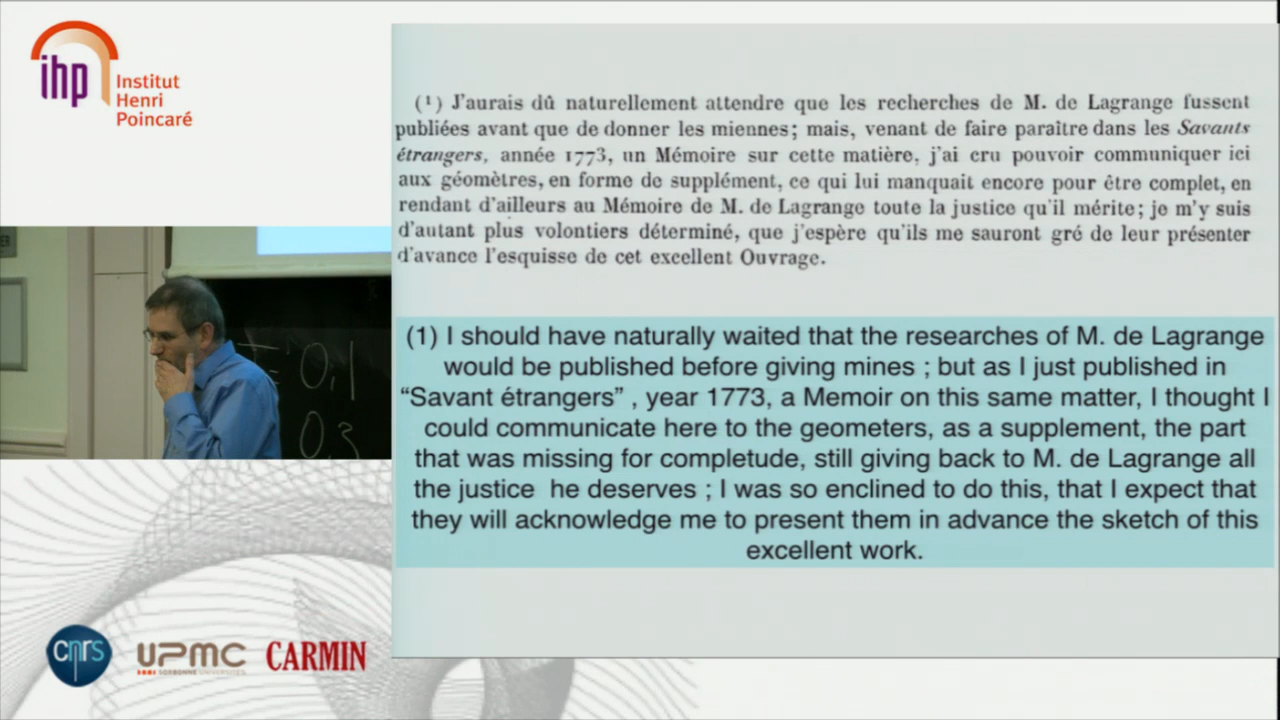 ihp
Institut
Henri
Poincaré
(¹) J'aurais dû naturellement attendre que les recherches de M. de Lagrange fussent
publiées avant que de donner les miennes; mais, venant de faire paraître dans les Savants
étrangers, année 1773, un Mémoire sur cette matière, j'ai cru pouvoir communiquer ici
aux géomètres, en forme de supplément, ce qui lui manquait encore pour être complet, en
rendant d'ailleurs au Mémoire de M. de Lagrange toute la justice qu'il mérite; je m'y suis
d'autant plus volontiers déterminé, que j'espère qu'ils me sauront gré de leur présenter
d'avance l'esquisse de cet excellent Ouvrage.
(1) I should have naturally waited that the researches of M. de Lagrange
would be published before giving mines ; but as I just published in
“Savant étrangers” , year 1773, a Memoir on this same matter, I thought I
could communicate here to the geometers, as a supplement, the part
that was missing for completude, still giving back to M. de Lagrange all
the justice he deserves ; I was so enclined to do this, that I expect that
they will acknowledge me to present them in advance the sketch of this
excellent work.
= 0,1
0,3
cnrs
UPMC
SORBONNE UNIVERSITÉS
CARMIN